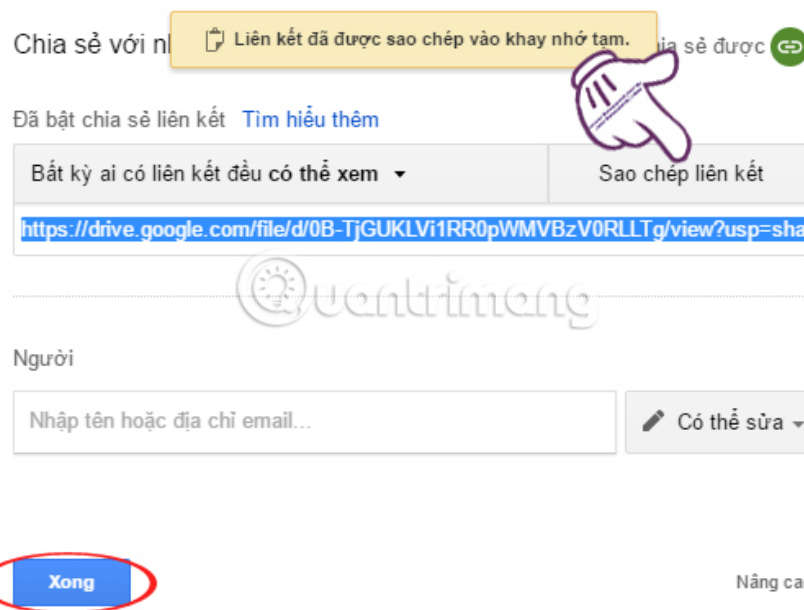 Liên kết đã được sao chép vào khay nhớ tạm.
Chia sẻ với sẻ được
Đã bật chia sẻ liên kết Tìm hiểu thêm
Bất kỳ ai có liên kết đều có thể xem Sao chép liên kết
https://drive.google.com/file/d/0B-TjGUKLVi1RR0pWMVBzV0RLLTg/view?usp=sha
Quantrimang
Người
Nhập tên hoặc địa chỉ email...
Có thể sửa
Xong Nâng ca